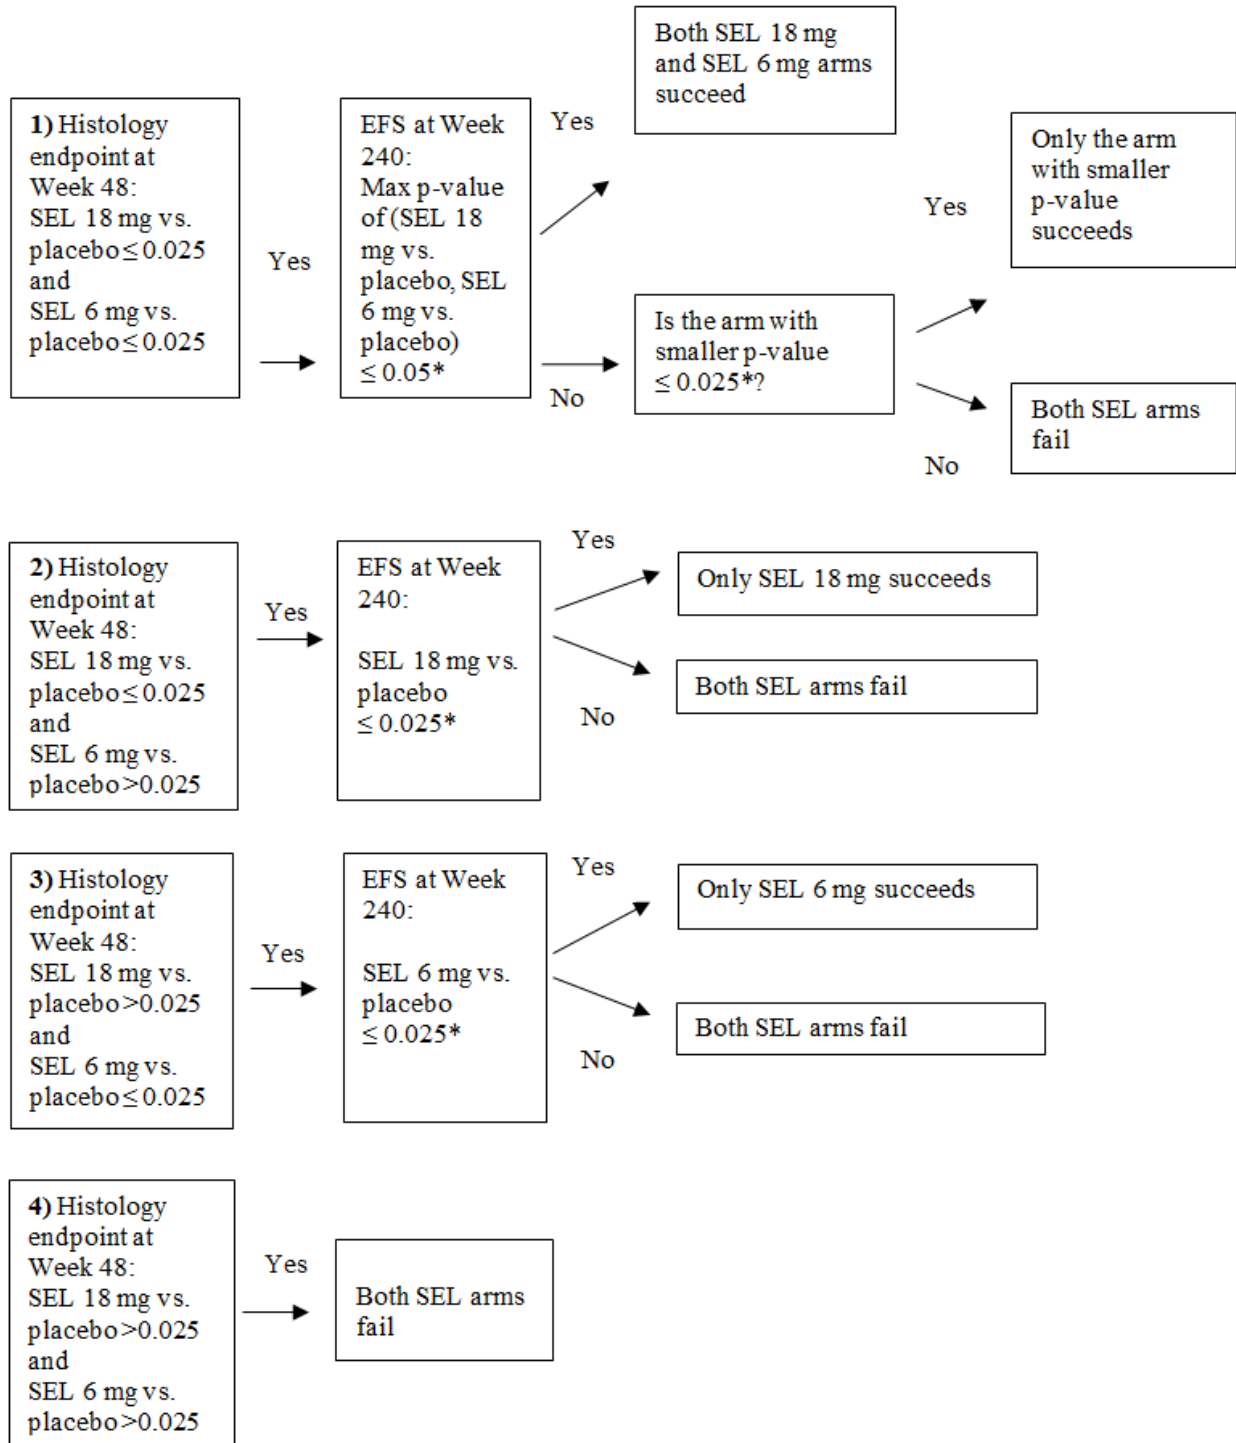 1) Histology
endpoint at
Week 48:
SEL 18 mg vs.
placebo ≤ 0.025
and
SEL 6 mg vs.
placebo ≤ 0.025
Yes
EFS at Week
240:
Max p-value
of (SEL 18
mg vs.
placebo, SEL
6 mg vs.
placebo)
≤ 0.05*
Yes
Both SEL 18 mg
and SEL 6 mg arms
succeed
No
Is the arm with
smaller p-value
≤ 0.025*?
Yes
Only the arm
with smaller
p-value
succeeds
No
Both SEL arms
fail
2) Histology
endpoint at
Week 48:
SEL 18 mg vs.
placebo ≤ 0.025
and
SEL 6 mg vs.
placebo >0.025
Yes
EFS at Week
240:
SEL 18 mg vs.
placebo
≤ 0.025*
Yes
Only SEL 18 mg succeeds
No
Both SEL arms fail
3) Histology
endpoint at
Week 48:
SEL 18 mg vs.
placebo >0.025
and
SEL 6 mg vs.
placebo ≤ 0.025
Yes
EFS at Week
240:
SEL 6 mg vs.
placebo
≤ 0.025*
Yes
Only SEL 6 mg succeeds
No
Both SEL arms fail
4) Histology
endpoint at
Week 48:
SEL 18 mg vs.
placebo >0.025
and
SEL 6 mg vs.
placebo >0.025
Yes
Both SEL arms
fail